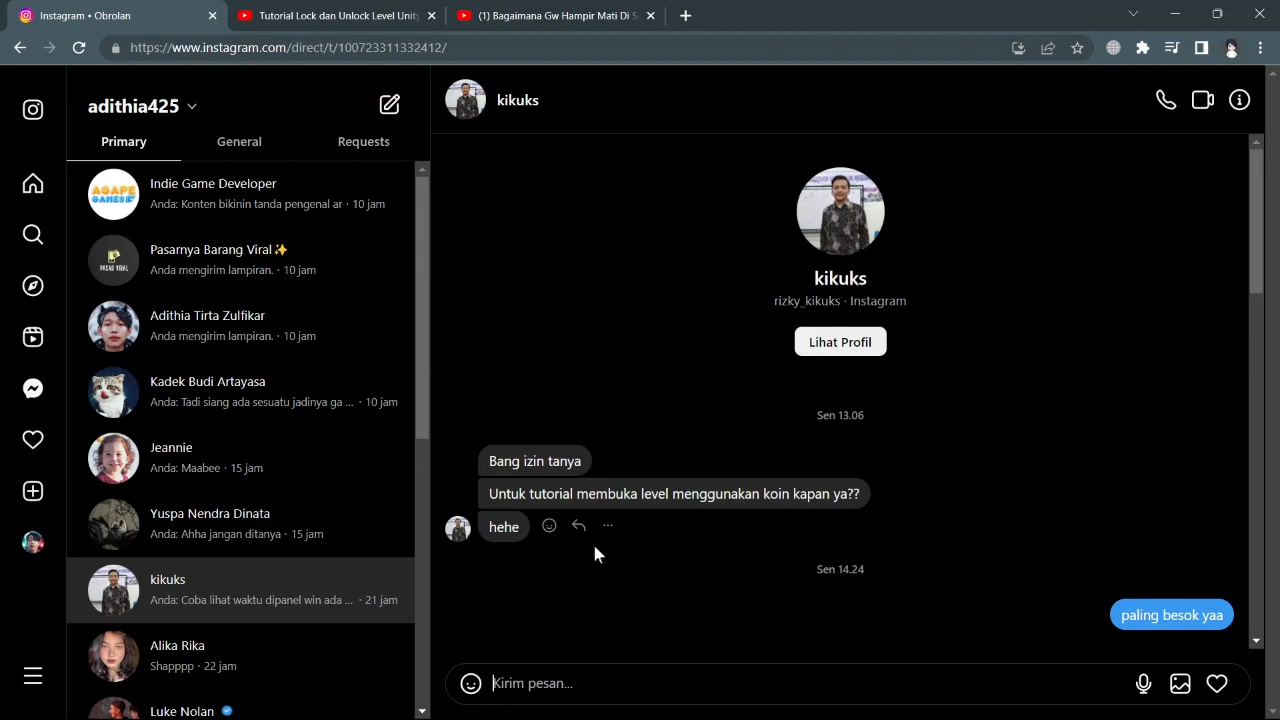 Instagram • Obrolan
Tutorial Lock dan Unlock Level Unity
(1) Bagaimana Gw Hampir Mati Di S
https://www.instagram.com/direct/t/100723311332412/
adithia425
Primary
General
Requests
AGAPE GAMES
Indie Game Developer
Anda: Konten bikinin tanda pengenal ar · 10 jam
PASAR VIRAL
Pasarnya Barang Viral✨
Anda mengirim lampiran. · 10 jam
Adithia Tirta Zulfikar
Anda mengirim lampiran. · 10 jam
Kadek Budi Artayasa
Anda: Tadi siang ada sesuatu jadinya ga ... · 10 jam
Jeannie
Anda: Maabee · 15 jam
Yuspa Nendra Dinata
Anda: Ahha jangan ditanya · 15 jam
kikuks
Anda: Coba lihat waktu dipanel win ada ... · 21 jam
Alika Rika
Shapppp · 22 jam
Luke Nolan
kikuks
kikuks
rizky_kikuks · Instagram
Lihat Profil
Sen 13.06
Bang izin tanya
Untuk tutorial membuka level menggunakan koin kapan ya??
hehe
Sen 14.24
paling besok yaa
Kirim pesan...